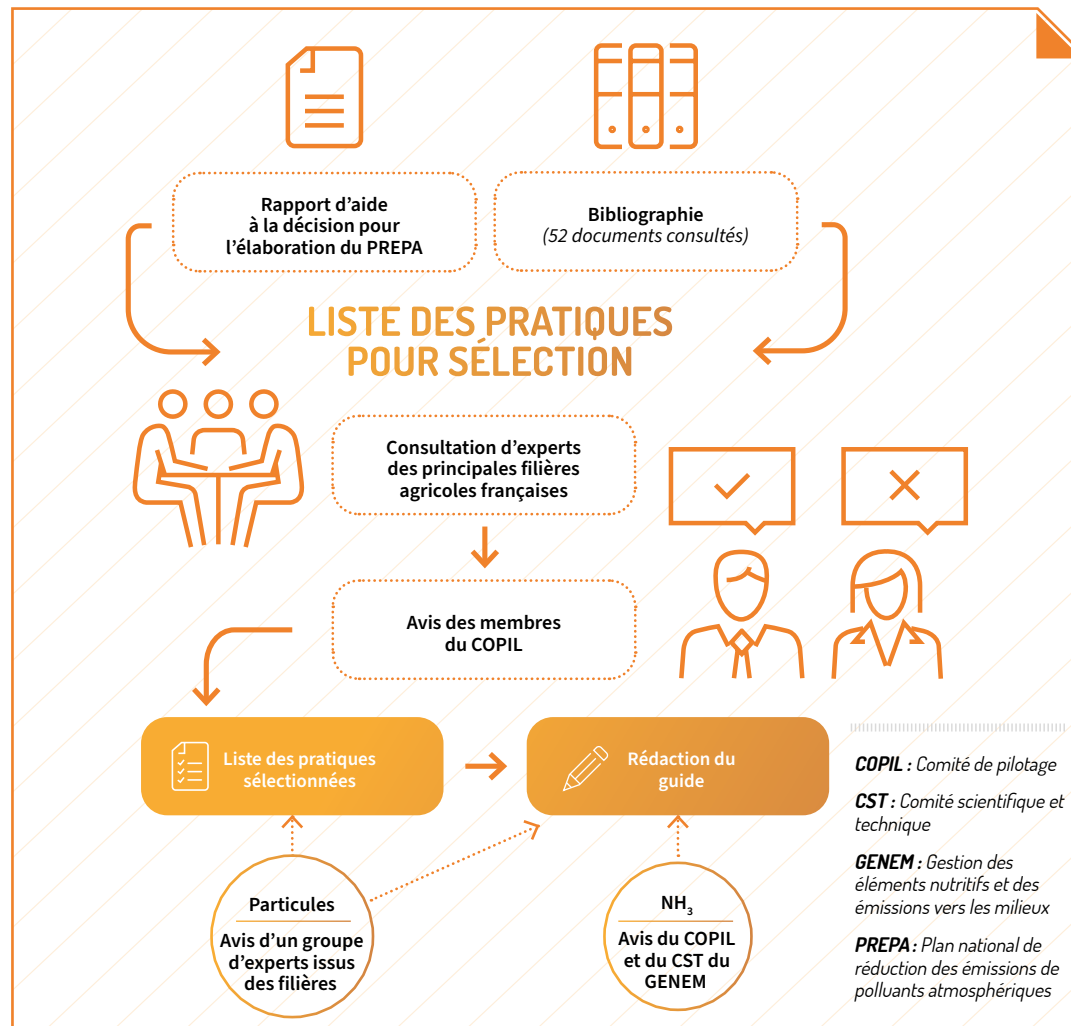 Rapport d’aide
à la décision pour
l’élaboration du PREPA
Bibliographie
(52 documents consultés)
LISTE DES PRATIQUES
POUR SÉLECTION
Consultation d’experts
des principales filières
agricoles françaises
Avis des membres
du COPIL
Liste des pratiques
sélectionnées
Rédaction du
guide
Particules
Avis d’un groupe
d’experts issus
des filières
NH₃
Avis du COPIL
et du CST du
GENEM
COPIL : Comité de pilotage
CST : Comité scientifique et
technique
GENEM : Gestion des
éléments nutritifs et des
émissions vers les milieux
PREPA : Plan national de
réduction des émissions de
polluants atmosphériques